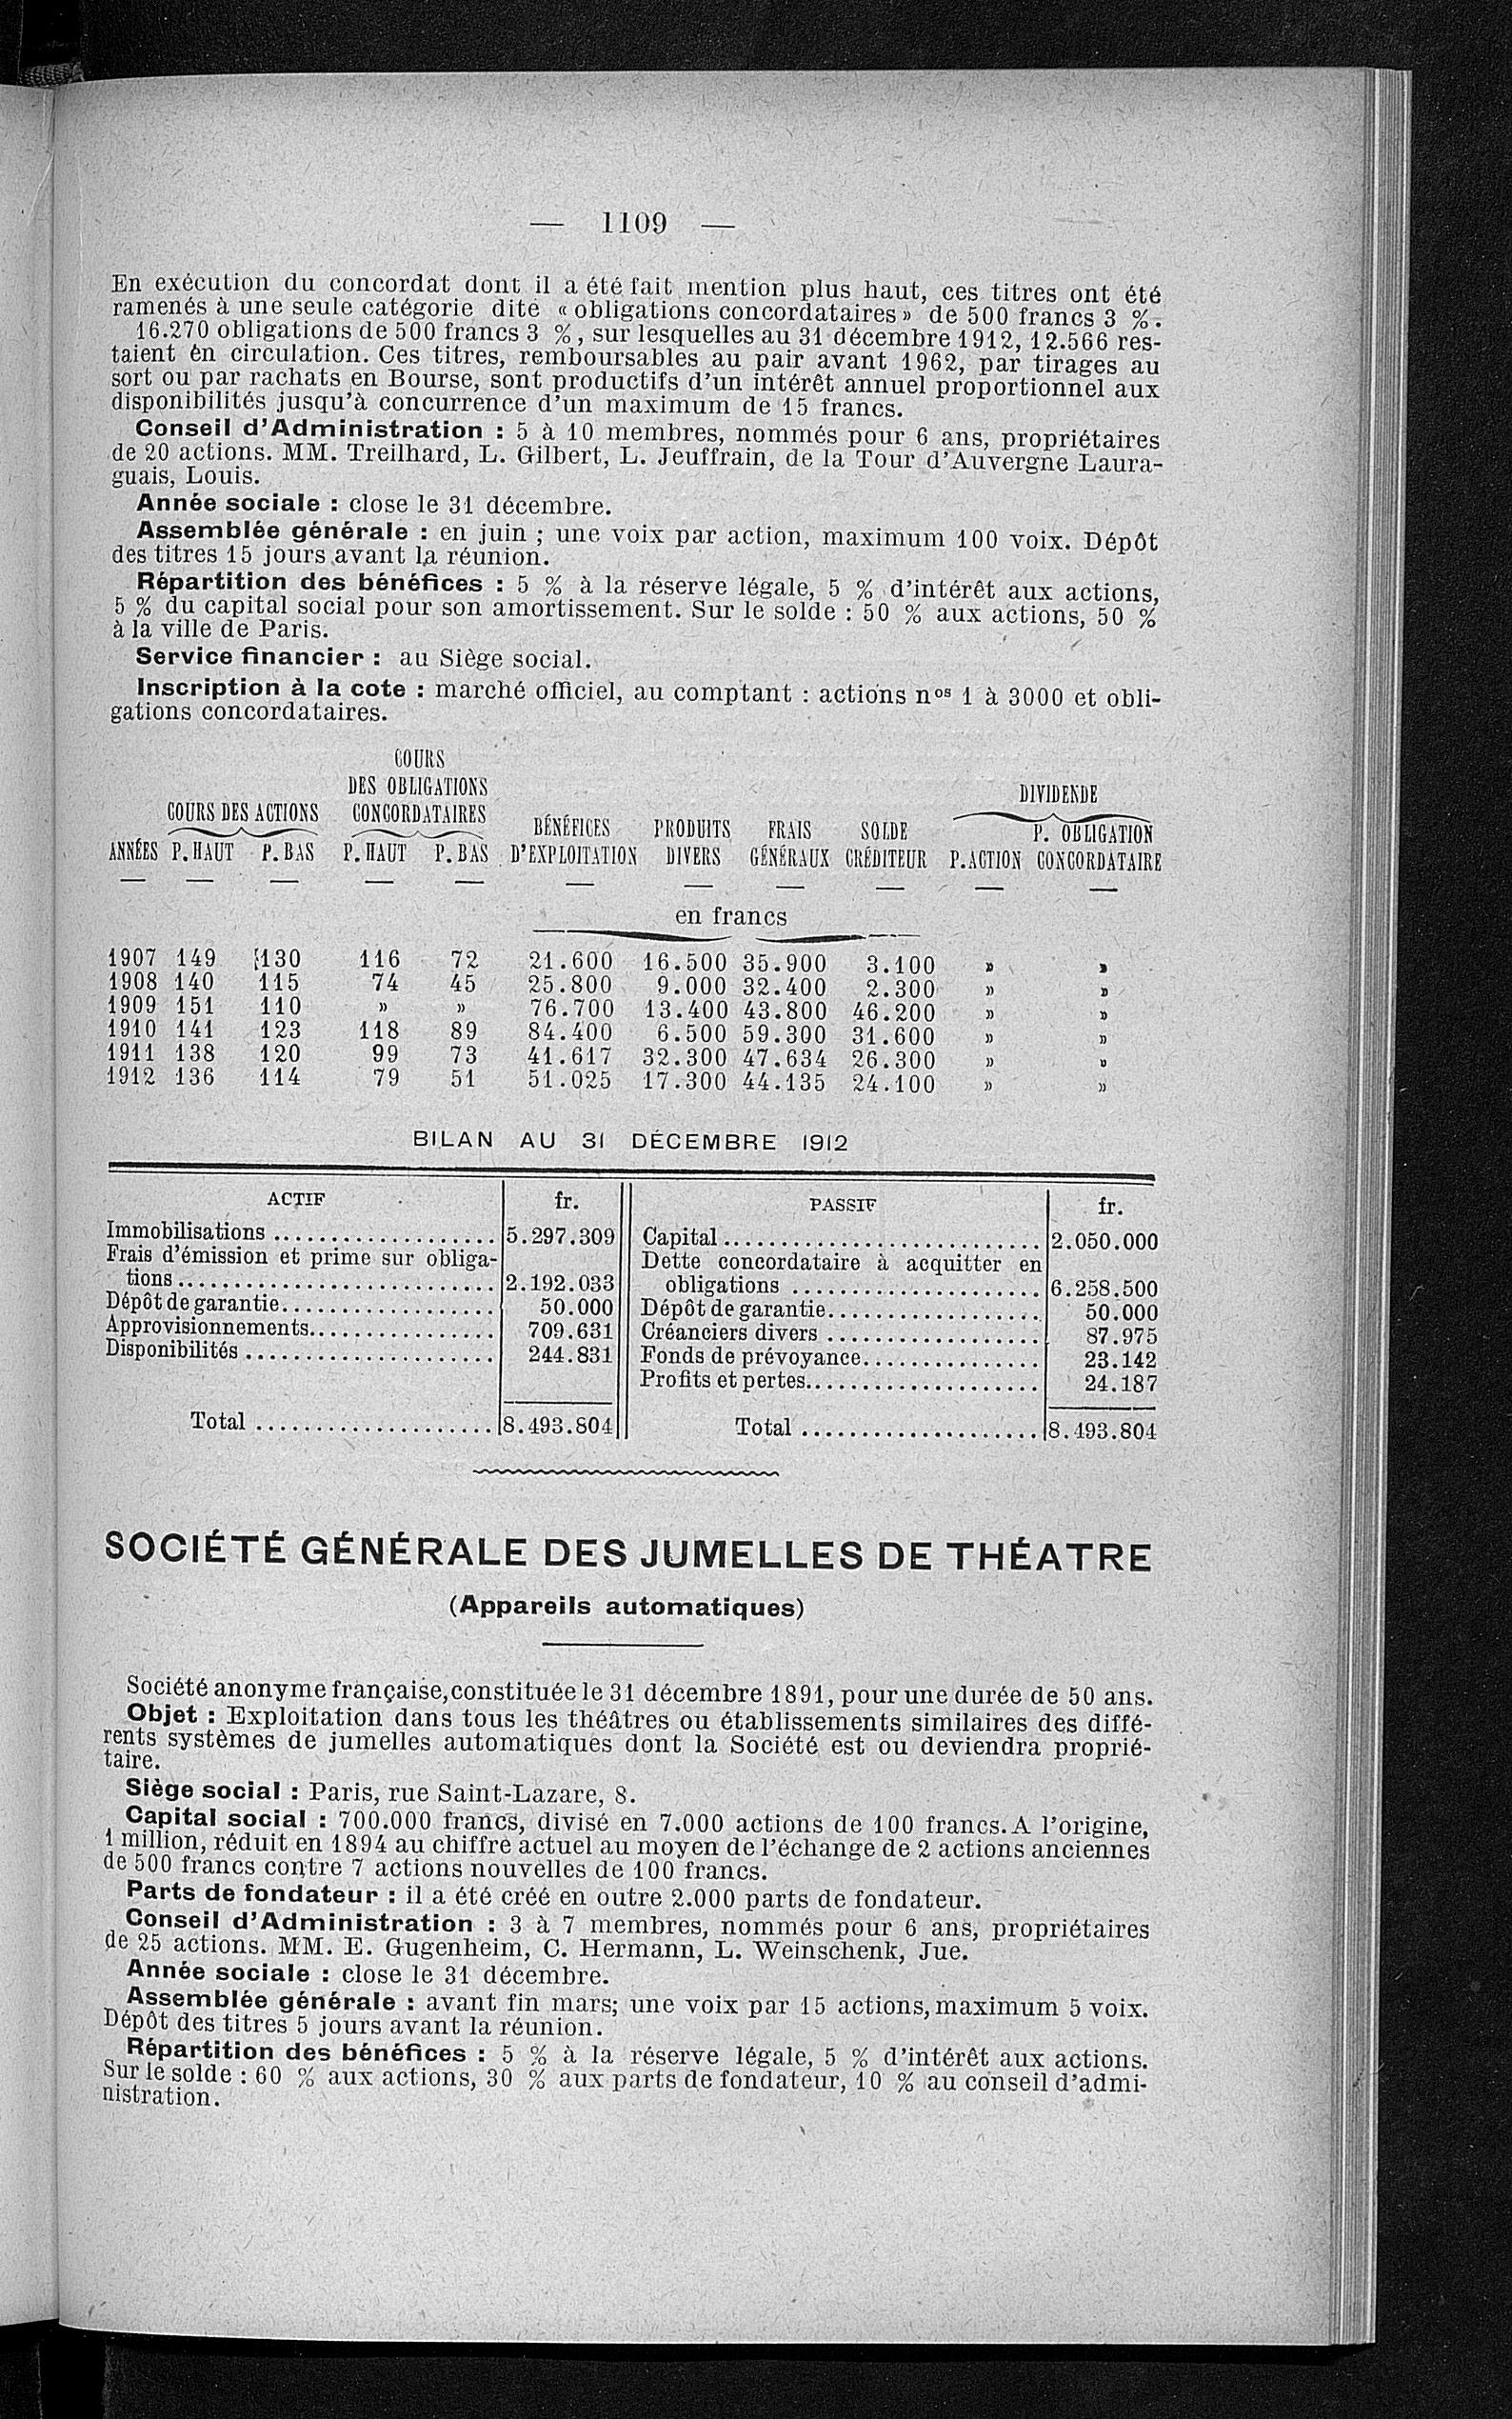 — 1109 —
En exécution du concordat dont il a été fait mention plus haut, ces titres ont été
ramenés à une seule catégorie dite « obligations concordataires » de 500 francs 3 %.
16.270 obligations de 500 francs 3 %, sur lesquelles au 31 décembre 1912, 12.566 res-
taient én circulation. Ces titres, remboursables au pair avant 1962, par tirages au
sort ou par rachats en Bourse, sont productifs d'un intérêt annuel proportionnel aux
disponibilités jusqu'à concurrence d'un maximum de 15 francs.
Conseil d'Administration : 5 à 10 membres, nommés pour 6 ans, propriétaires
de 20 actions. MM. Treilhard, L. Gilbert, L. Jeuffrain, de la Tour d'Auvergne Laura-
guais, Louis.
Année sociale : close le 31 décembre.
Assemblée générale : en juin ; une voix par action, maximum 100 voix. Dépôt
des titres 15 jours avant la réunion.
Répartition des bénéfices : 5 % à la réserve légale, 5 % d'intérêt aux actions,
5 % du capital social pour son amortissement. Sur le solde : 50 % aux actions, 50 %
à la ville de Paris.
Service financier : au Siège social.
Inscription à la cote : marché officiel, au comptant : actions nos 1 à 3000 et obli-
gations concordataires.
COURS
DES OBLIGATIONS
DIVIDENDE
COURS DES ACTIONS CONCORDATAIRES
BÉNÉFICES PRODUITS FRAIS SOLDE P. OBLIGATION
ANNÉES P. HAUT P. BAS P. HAUT P. BAS D'EXPLOITATION DIVERS GÉNÉRAUX CRÉDITEUR P. ACTION CONCORDATAIRE
— — — — — — — — — — —
en francs
1907 149 130 116 72 21.600 16.500 35.900 3.100 » »
1908 140 115 74 45 25.800 9.000 32.400 2.300 » »
1909 151 110 » » 76.700 13.400 43.800 46.200 » »
1910 141 123 118 89 84.400 6.500 59.300 31.600 » »
1911 138 120 99 73 41.617 32.300 47.634 26.300 » »
1912 136 114 79 51 51.025 17.300 44.135 24.100 » »
BILAN AU 31 DÉCEMBRE 1912
ACTIF fr. PASSIF fr.
Immobilisations ................... 5.297.309 Capital .......................... 2.050.000
Frais d'émission et prime sur obliga- Dette concordataire à acquitter en
tions .......................... 2.192.033 obligations ..................... 6.258.500
Dépôt de garantie.................. 50.000 Dépôt de garantie.................. 50.000
Approvisionnements................ 709.631 Créanciers divers .................. 87.975
Disponibilités ..................... 244.831 Fonds de prévoyance............... 23.142
Profits et pertes.................... 24.187
Total .................... 8.493.804 Total .................... 8.493.804
SOCIÉTÉ GÉNÉRALE DES JUMELLES DE THÉATRE
(Appareils automatiques)
Société anonyme française, constituée le 31 décembre 1891, pour une durée de 50 ans.
Objet : Exploitation dans tous les théâtres ou établissements similaires des diffé-
rents systèmes de jumelles automatiques dont la Société est ou deviendra proprié-
taire.
Siège social : Paris, rue Saint-Lazare, 8.
Capital social : 700.000 francs, divisé en 7.000 actions de 100 francs. A l'origine,
1 million, réduit en 1894 au chiffre actuel au moyen de l'échange de 2 actions anciennes
de 500 francs contre 7 actions nouvelles de 100 francs.
Parts de fondateur : il a été créé en outre 2.000 parts de fondateur.
Conseil d'Administration : 3 à 7 membres, nommés pour 6 ans, propriétaires
de 25 actions. MM. E. Gugenheim, C. Hermann, L. Weinschenk, Jue.
Année sociale : close le 31 décembre.
Assemblée générale : avant fin mars; une voix par 15 actions, maximum 5 voix.
Dépôt des titres 5 jours avant la réunion.
Répartition des bénéfices : 5 % à la réserve légale, 5 % d'intérêt aux actions.
Sur le solde : 60 % aux actions, 30 % aux parts de fondateur, 10 % au conseil d'admi-
nistration.